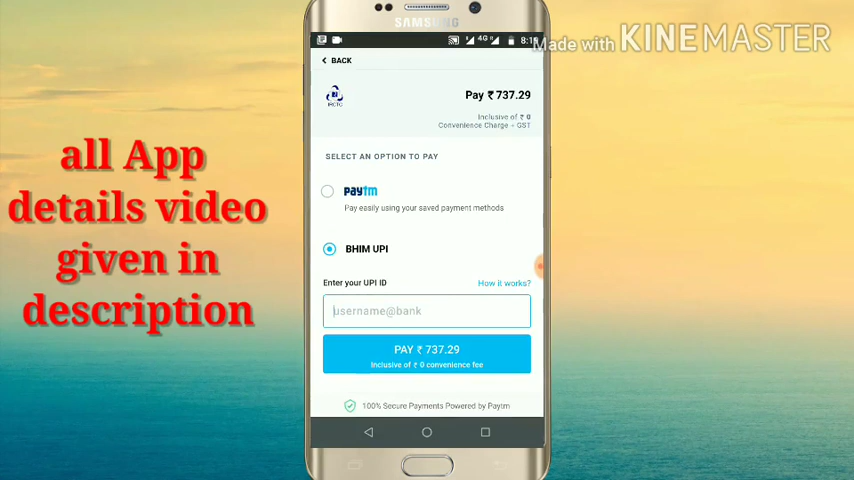 SAMSUNG
4G
Made with KINEMASTER
BACK
IRCTC
Pay ₹ 737.29
Inclusive of ₹ 0
Convenience Charge + GST
SELECT AN OPTION TO PAY
paytm
Pay easily using your saved payment methods
BHIM UPI
Enter your UPI ID
How it works?
username@bank
PAY ₹ 737.29
Inclusive of ₹ 0 convenience fee
100% Secure Payments Powered by Paytm
all App
details video
given in
description